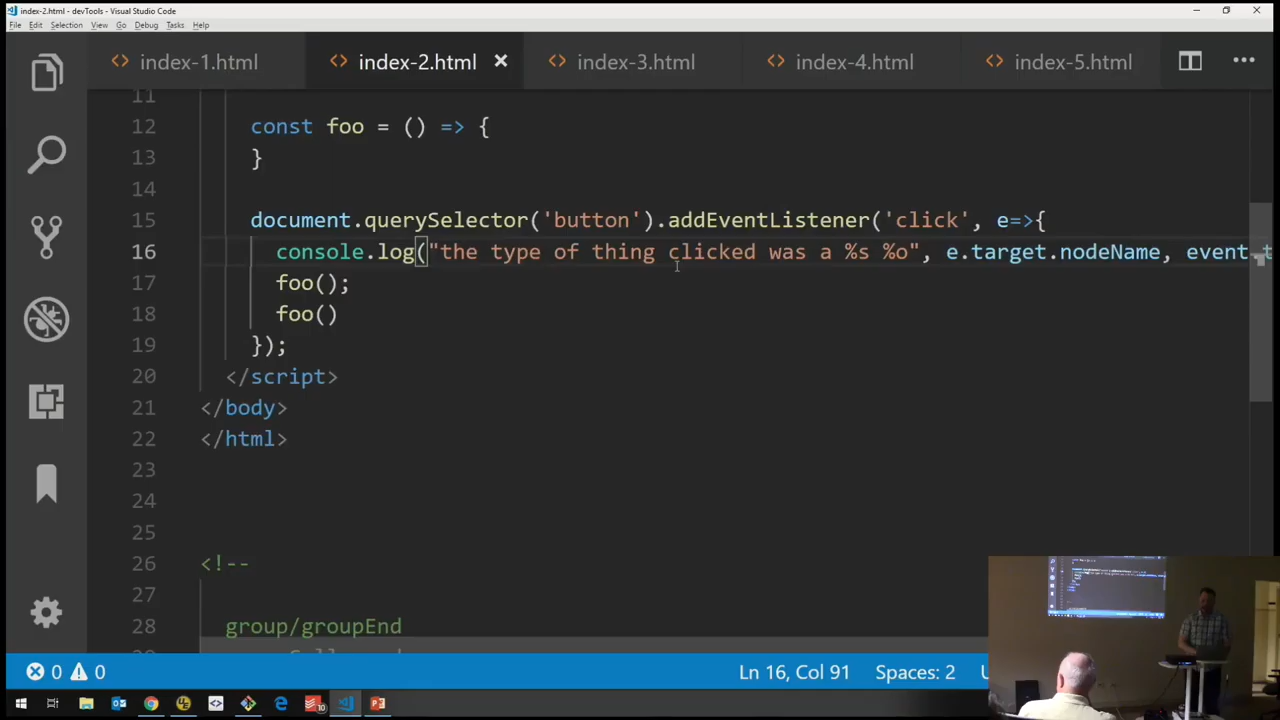 index-2.html - devTools - Visual Studio Code
File Edit Selection View Go Debug Tasks Help
index-1.html index-2.html index-3.html index-4.html index-5.html
11
12 const foo = () => {
13 }
14
15 document.querySelector('button').addEventListener('click', e=>{
16 console.log("the type of thing clicked was a %s %o", e.target.nodeName, event.t
17 foo();
18 foo()
19 });
20 </script>
21 </body>
22 </html>
23
24
25
26 <!--
27
28 group/groupEnd
0 0 Ln 16, Col 91 Spaces: 2
10